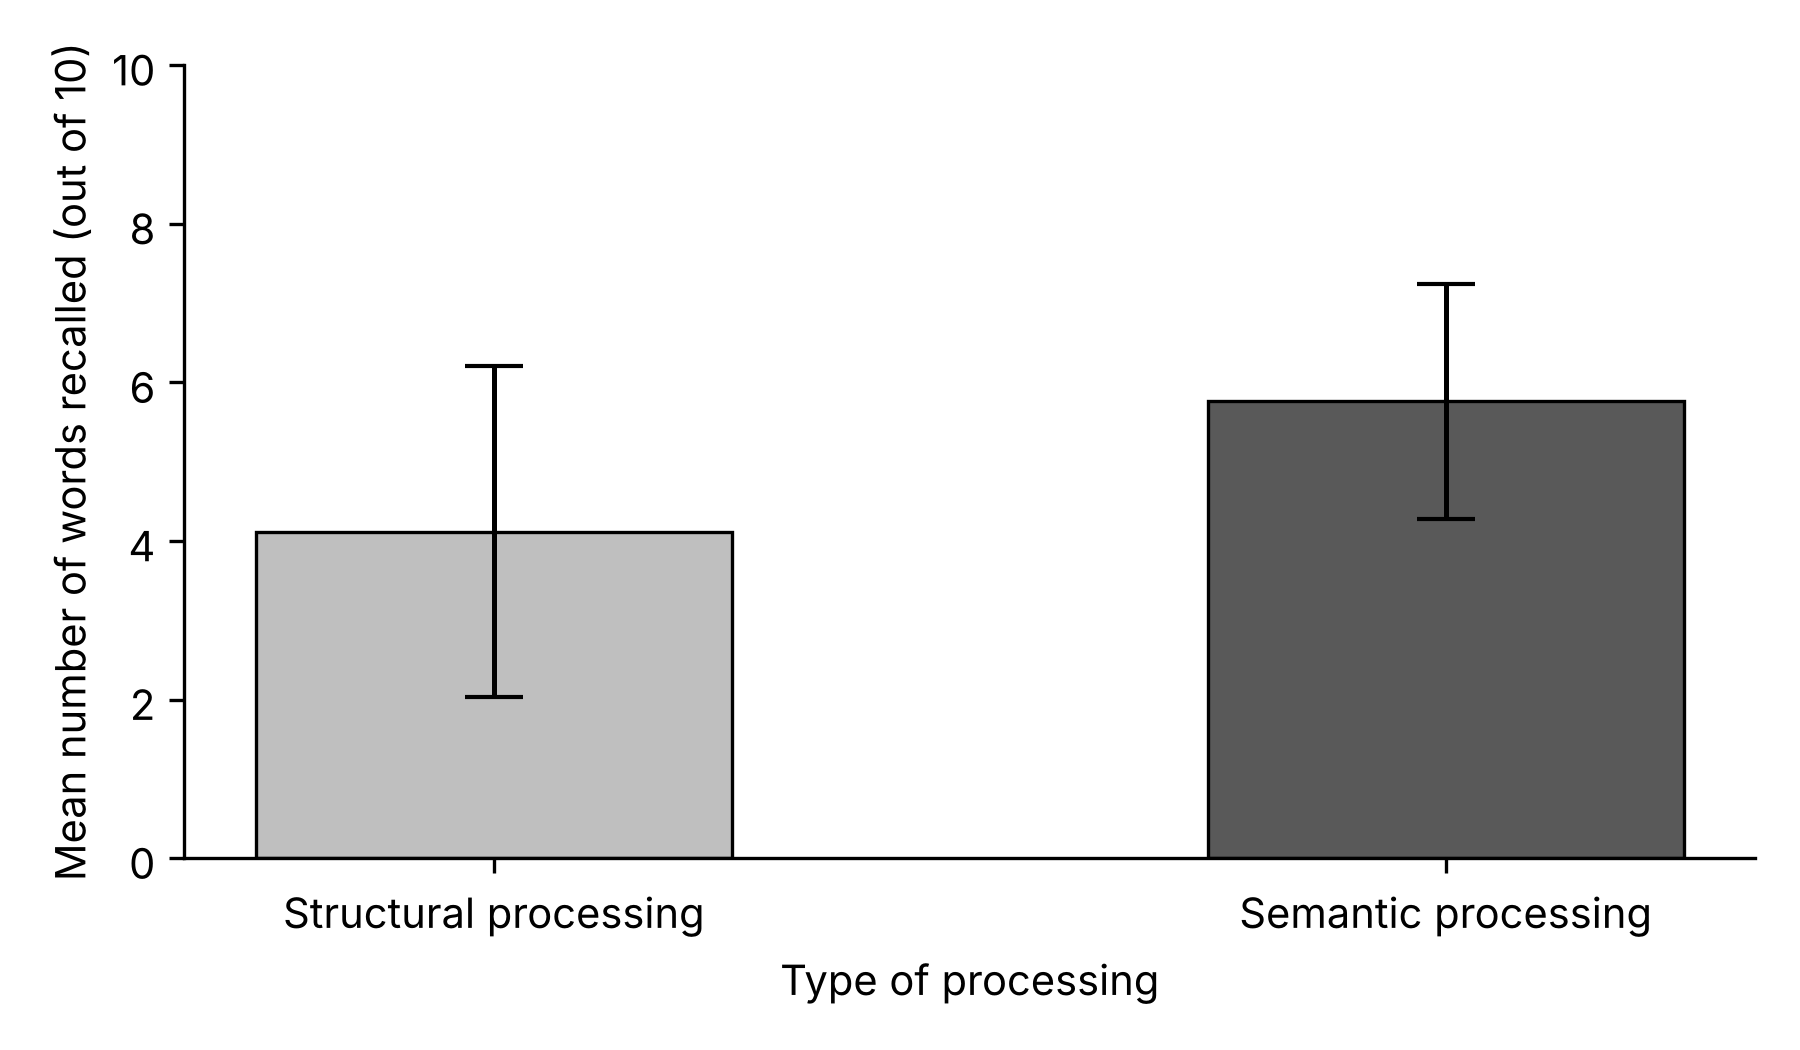 Mean number of words recalled (out of 10)
10
8
6
4
2
0
Structural processing
Semantic processing
Type of processing